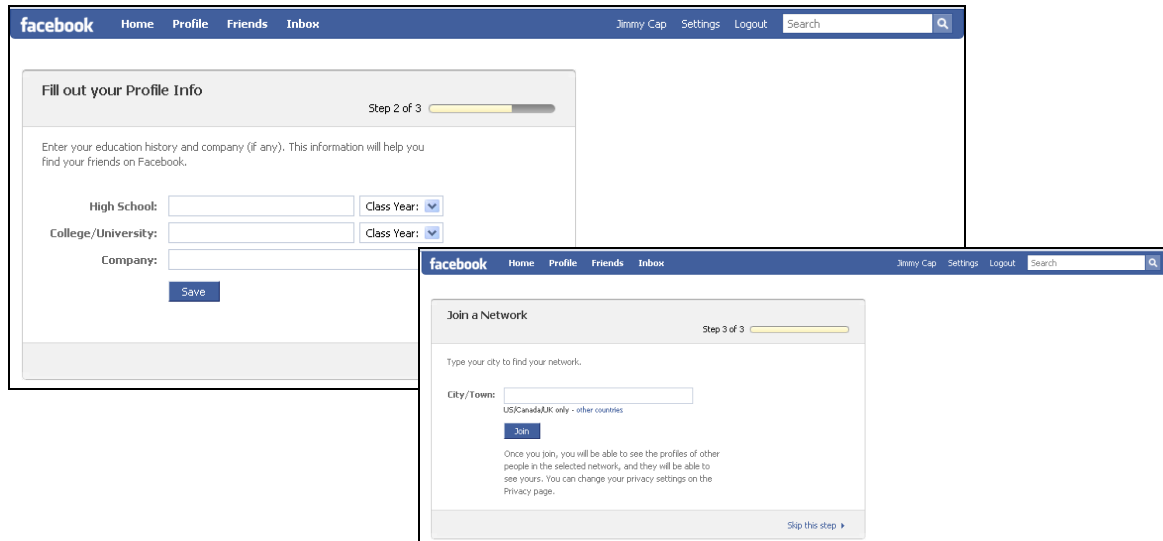 facebook Home Profile Friends Inbox Jimmy Cap Settings Logout Search
Fill out your Profile Info
Step 2 of 3
Enter your education history and company (if any). This information will help you
find your friends on Facebook.
High School: Class Year:
College/University: Class Year:
Company:
Save
facebook Home Profile Friends Inbox Jimmy Cap Settings Logout Search
Join a Network
Step 3 of 3
Type your city to find your network.
City/Town:
US/Canada/UK only - other countries
Join
Once you join, you will be able to see the profiles of other
people in the selected network, and they will be able to
see yours. You can change your privacy settings on the
Privacy page.
Skip this step